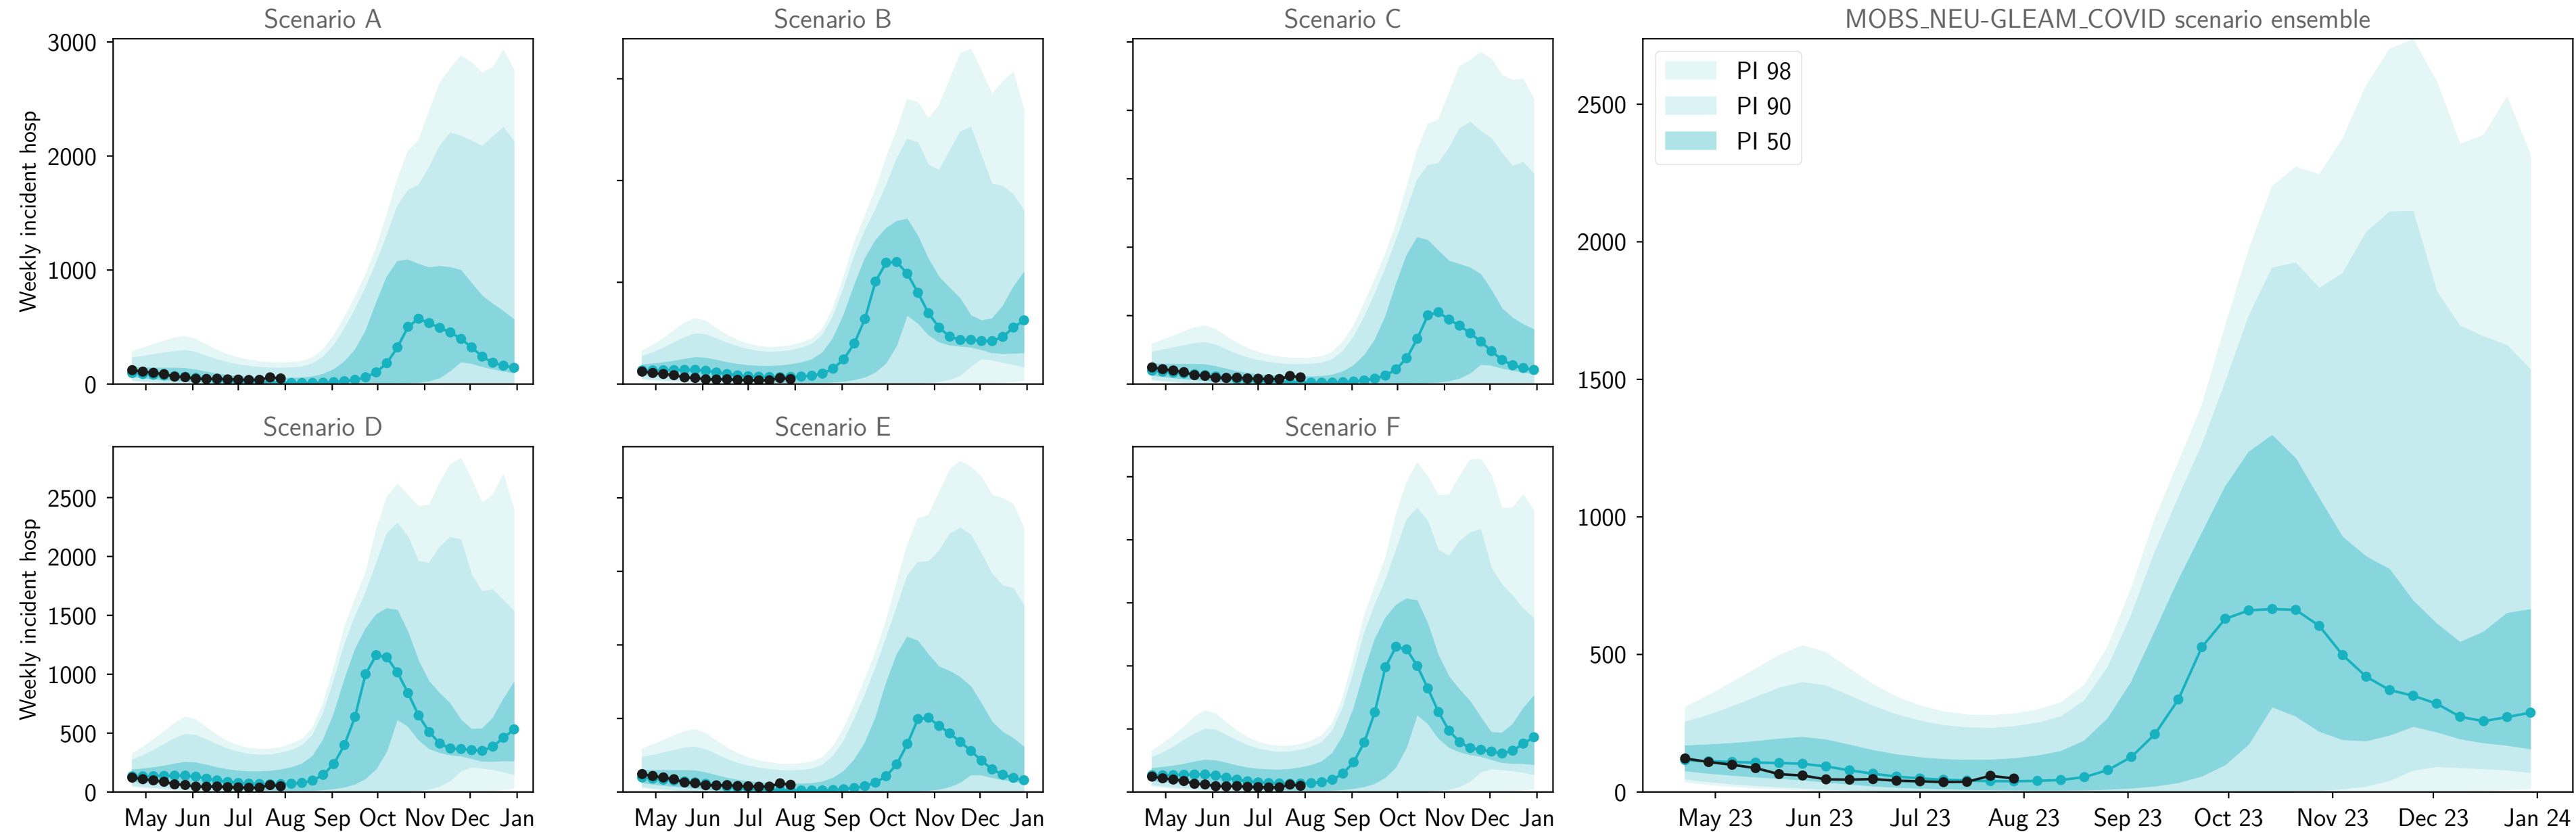 Scenario A
Scenario B
Scenario C
MOBS_NEU-GLEAM_COVID scenario ensemble
Weekly incident hosp
3000
2000
1000
0
PI 98
PI 90
PI 50
2500
2000
1500
1000
500
0
Scenario D
Scenario E
Scenario F
Weekly incident hosp
2500
2000
1500
1000
500
0
May Jun Jul Aug Sep Oct Nov Dec Jan
May Jun Jul Aug Sep Oct Nov Dec Jan
May Jun Jul Aug Sep Oct Nov Dec Jan
May 23 Jun 23 Jul 23 Aug 23 Sep 23 Oct 23 Nov 23 Dec 23 Jan 24